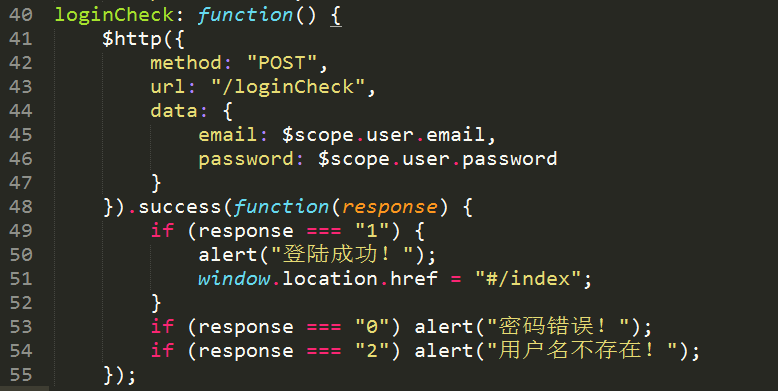 40 loginCheck: function() {
41     $http({
42         method: "POST",
43         url: "/loginCheck",
44         data: {
45             email: $scope.user.email,
46             password: $scope.user.password
47         }
48     }).success(function(response) {
49         if (response === "1") {
50             alert("登陆成功！");
51             window.location.href = "#/index";
52         }
53         if (response === "0") alert("密码错误！");
54         if (response === "2") alert("用户名不存在！");
55     });